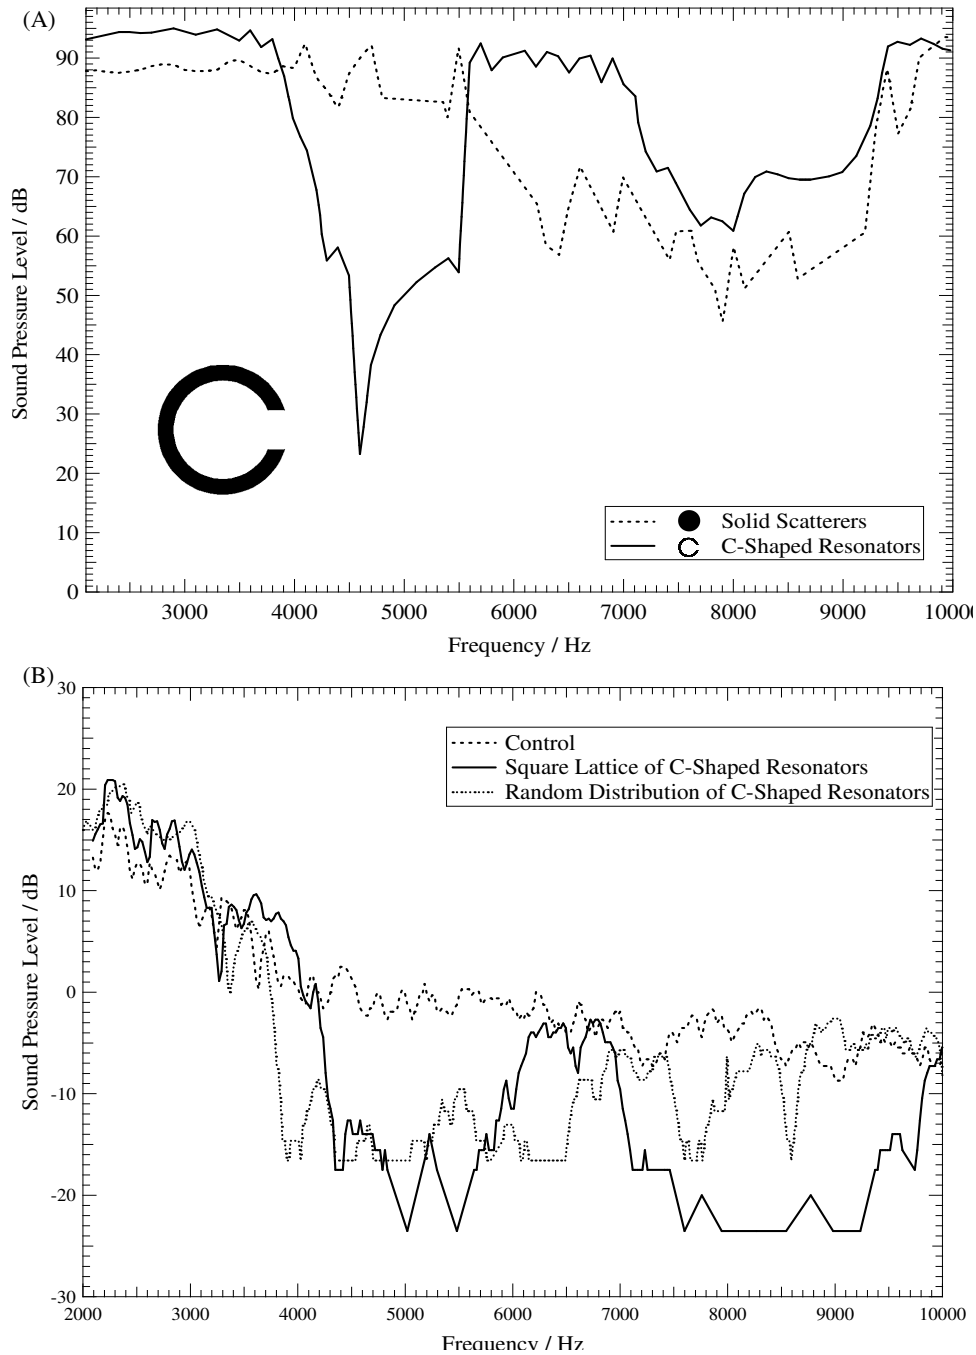 (A)
90
80
70
60
50
40
30
20
10
0
Sound Pressure Level / dB
Solid Scatterers
C-Shaped Resonators
3000 4000 5000 6000 7000 8000 9000 10000
Frequency / Hz
(B)
30
20
10
0
-10
-20
-30
Sound Pressure Level / dB
Control
Square Lattice of C-Shaped Resonators
Random Distribution of C-Shaped Resonators
2000 3000 4000 5000 6000 7000 8000 9000 10000
Frequency / Hz